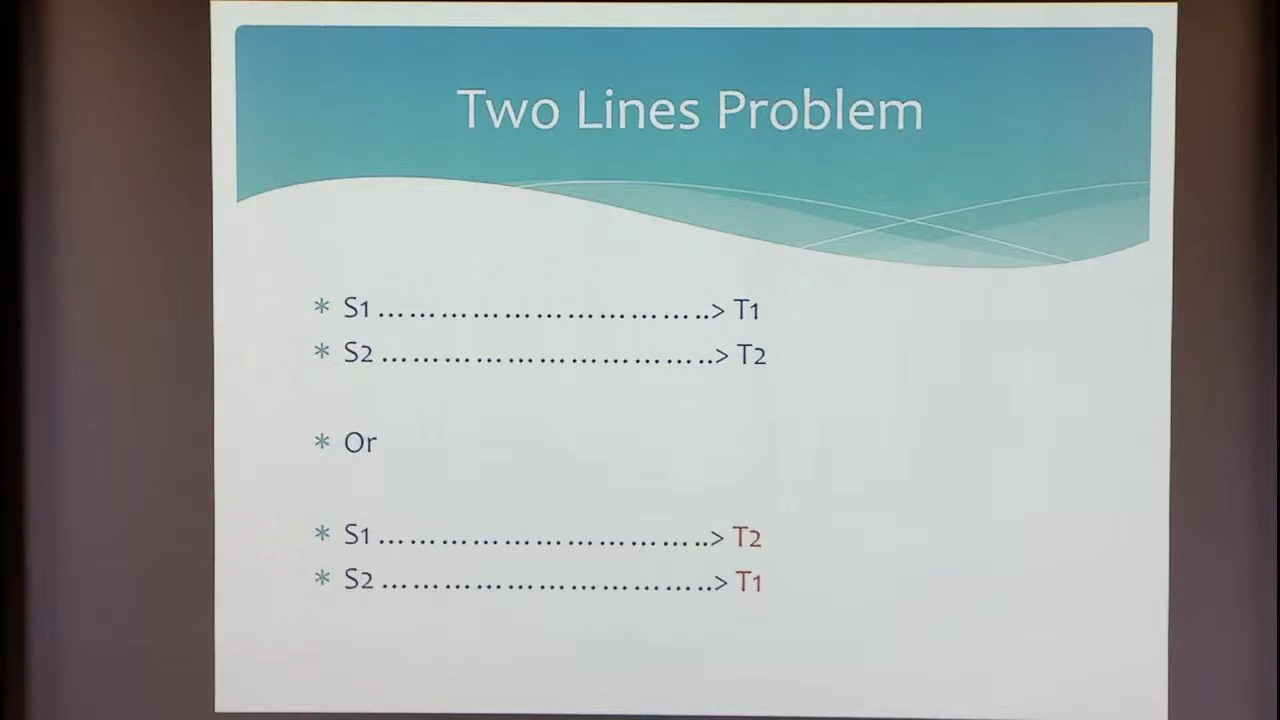 Two Lines Problem
* S1 ………………………………..> T1
* S2 ………………………………..> T2
* Or
* S1 ………………………………..> T2
* S2 ………………………………..> T1